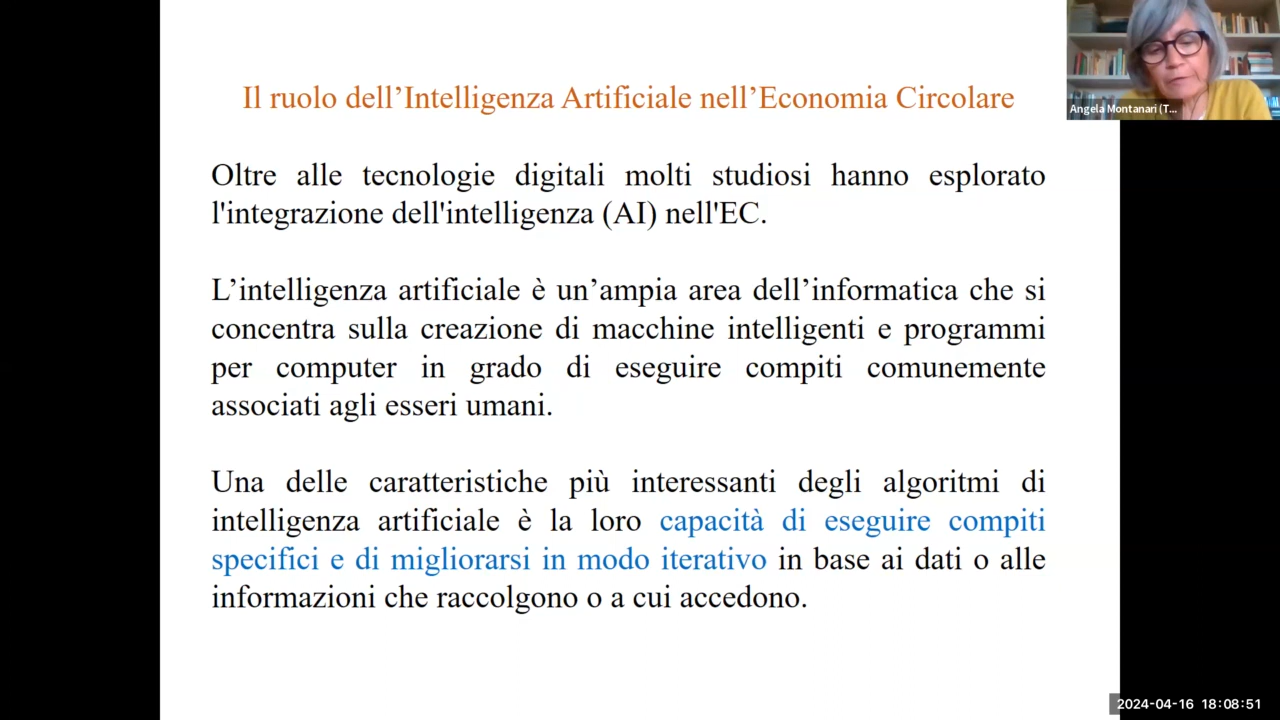 Il ruolo dell’Intelligenza Artificiale nell’Economia Circolare
Angela Montanari (T...
Oltre alle tecnologie digitali molti studiosi hanno esplorato
l'integrazione dell'intelligenza (AI) nell'EC.
L’intelligenza artificiale è un’ampia area dell’informatica che si
concentra sulla creazione di macchine intelligenti e programmi
per computer in grado di eseguire compiti comunemente
associati agli esseri umani.
Una delle caratteristiche più interessanti degli algoritmi di
intelligenza artificiale è la loro capacità di eseguire compiti
specifici e di migliorarsi in modo iterativo in base ai dati o alle
informazioni che raccolgono o a cui accedono.
2024-04-16 18:08:51